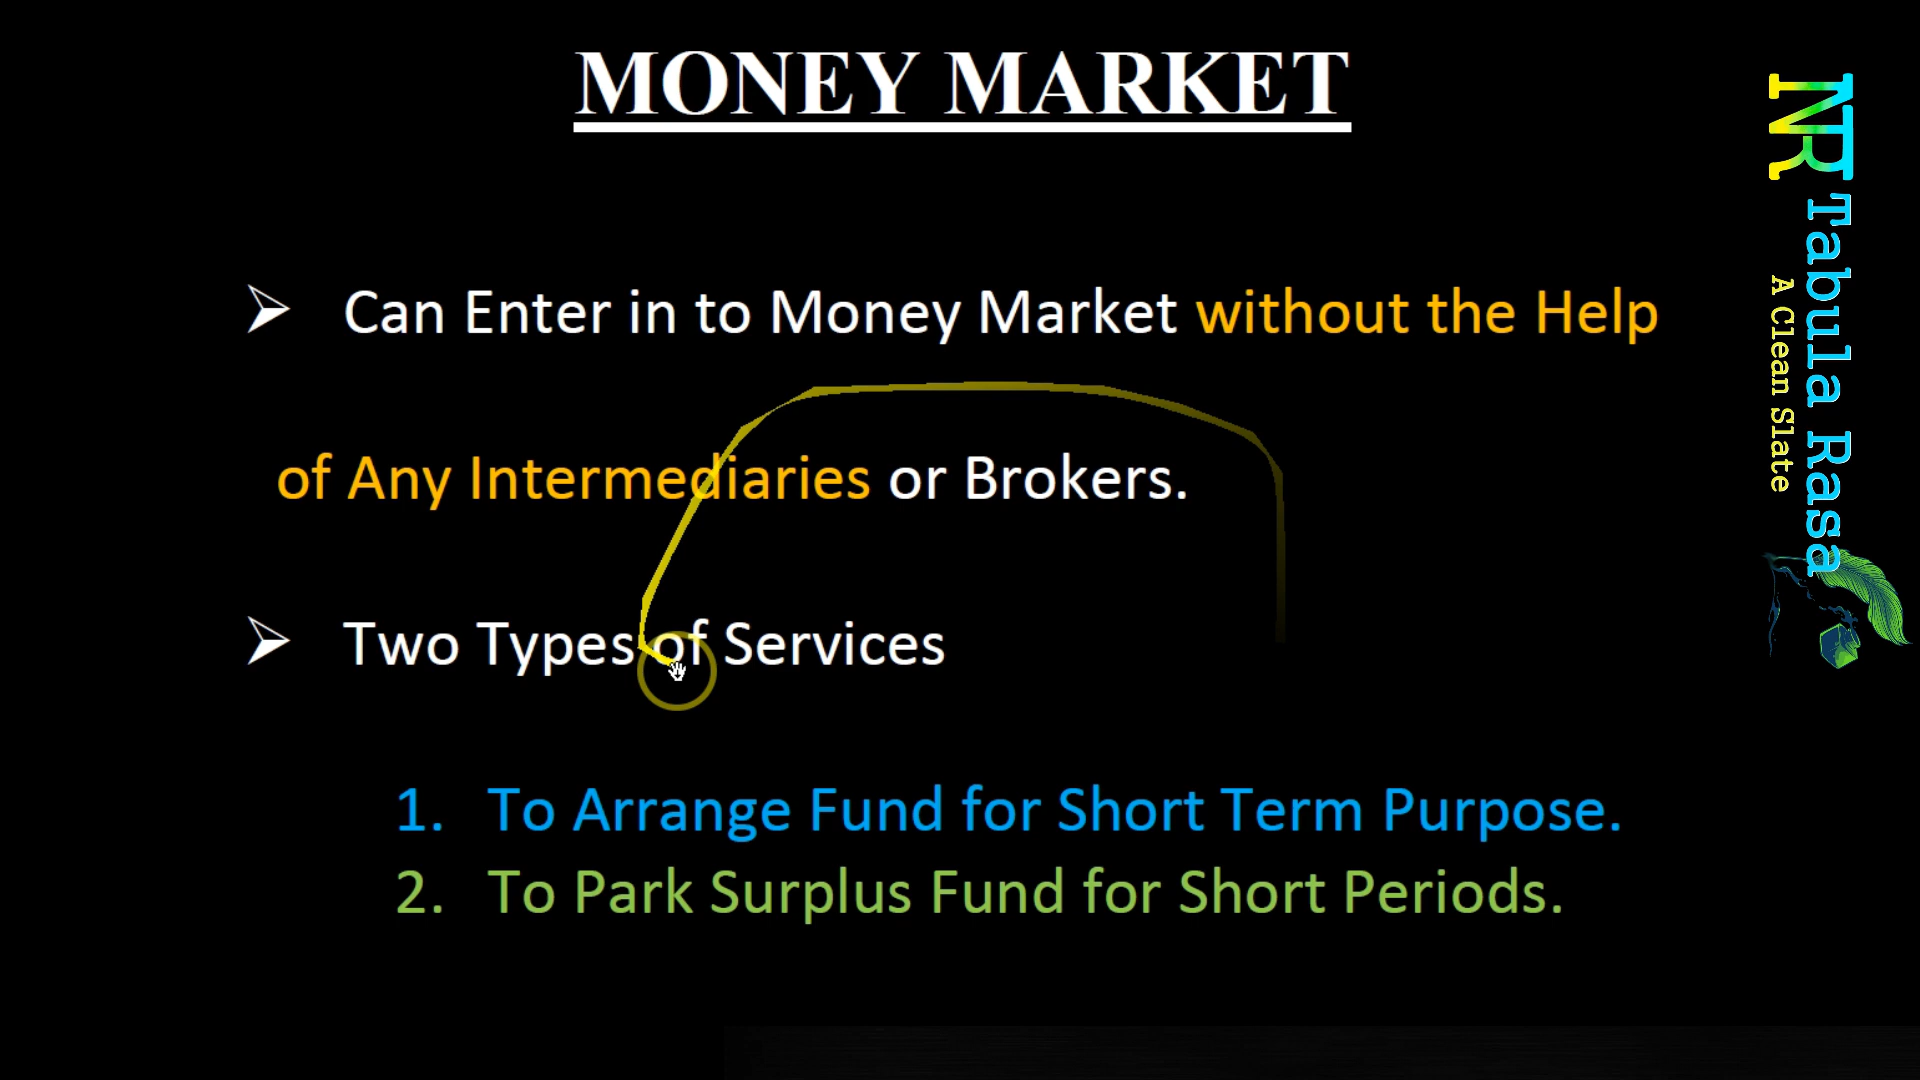 MONEY MARKET
➢ Can Enter in to Money Market without the Help
of Any Intermediaries or Brokers.
➢ Two Types of Services
1. To Arrange Fund for Short Term Purpose.
2. To Park Surplus Fund for Short Periods.
NR Tabula Rasa
A Clean Slate